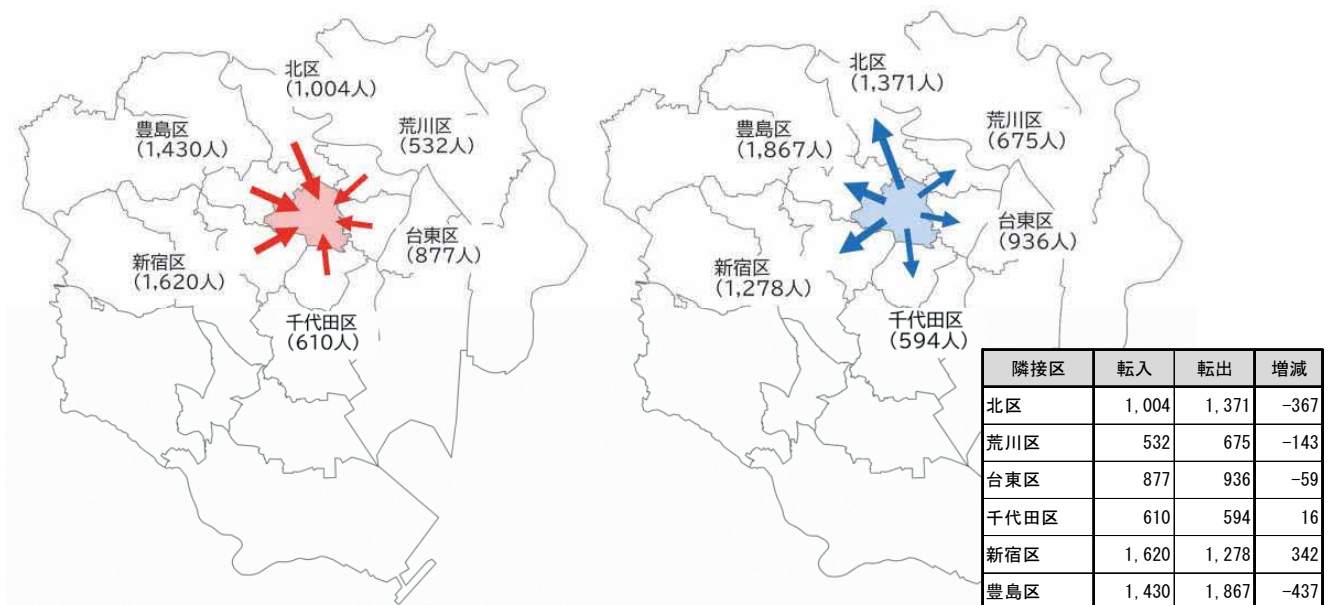 北区
(1,004人)
豊島区
(1,430人)
荒川区
(532人)
台東区
(877人)
新宿区
(1,620人)
千代田区
(610人)
北区
(1,371人)
豊島区
(1,867人)
荒川区
(675人)
台東区
(936人)
新宿区
(1,278人)
千代田区
(594人)
隣接区 転入 転出 増減
北区 1,004 1,371 -367
荒川区 532 675 -143
台東区 877 936 -59
千代田区 610 594 16
新宿区 1,620 1,278 342
豊島区 1,430 1,867 -437